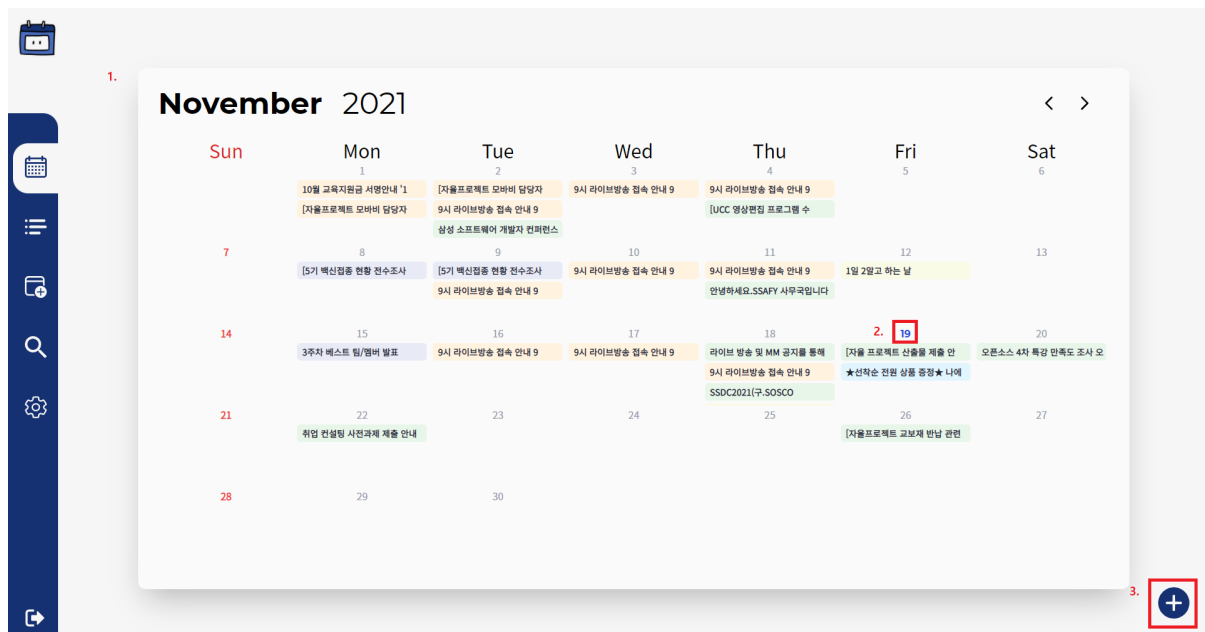 1.
November 2021
Sun Mon Tue Wed Thu Fri Sat
1 2 3 4 5 6
10월 교육지원금 서명안내 '1 [자율프로젝트 모바비 담당자 9시 라이브방송 접속 안내 9 9시 라이브방송 접속 안내 9
[자율프로젝트 모바비 담당자 9시 라이브방송 접속 안내 9 [UCC 영상편집 프로그램 수
삼성 소프트웨어 개발자 컨퍼런스
7 8 9 10 11 12 13
[5기 백신접종 현황 전수조사 [5기 백신접종 현황 전수조사 9시 라이브방송 접속 안내 9 9시 라이브방송 접속 안내 9 1일 2알고 하는 날
9시 라이브방송 접속 안내 9 안녕하세요.SSAFY 사무국입니다
14 15 16 17 18 2. 19 20
3주차 베스트 팀/멤버 발표 9시 라이브방송 접속 안내 9 9시 라이브방송 접속 안내 9 라이브 방송 및 MM 공지를 통해 [자율 프로젝트 산출물 제출 안 오픈소스 4차 특강 만족도 조사 오
9시 라이브방송 접속 안내 9 ★선착순 전원 상품 증정★ 나에
SSDC2021(구.SOSCO
21 22 23 24 25 26 27
취업 컨설팅 사전과제 제출 안내 [자율프로젝트 교보재 반납 관련
28 29 30
3.